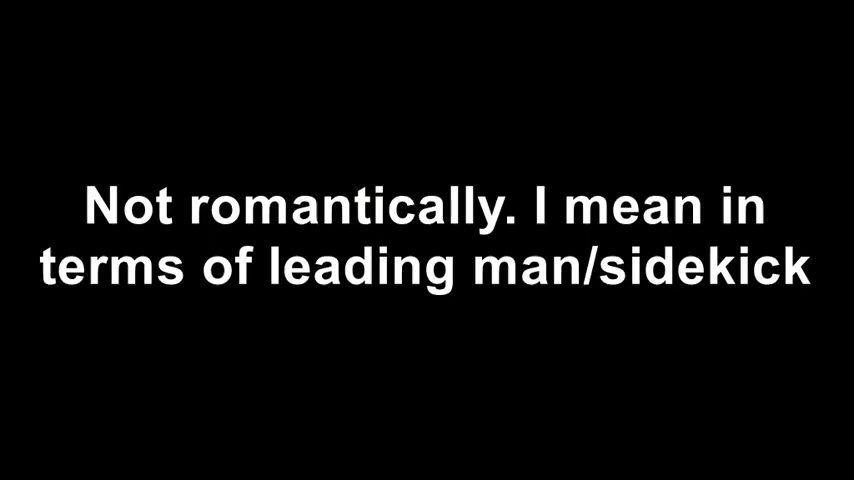 Not romantically. I mean in
terms of leading man/sidekick